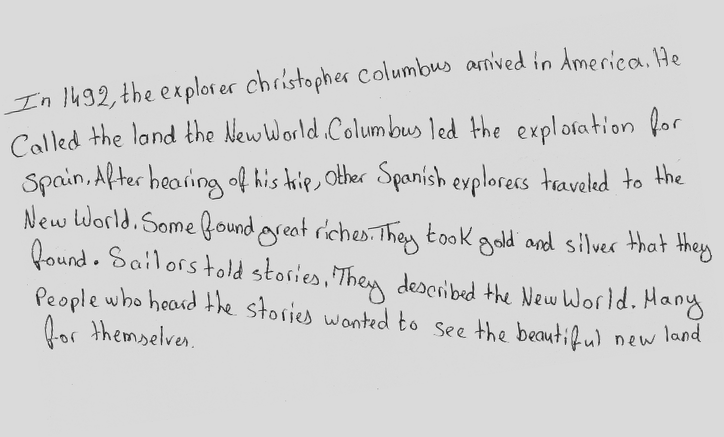 In 1492, the explorer christopher columbus arrived in America. He
Called the land the New World. Columbus led the exploration for
Spain. After hearing of his trip, other Spanish explorers traveled to the
New World. Some found great riches. They took gold and silver that they
found. Sailors told stories. They described the New World. Many
People who heard the stories wanted to see the beautiful new land
for themselves.